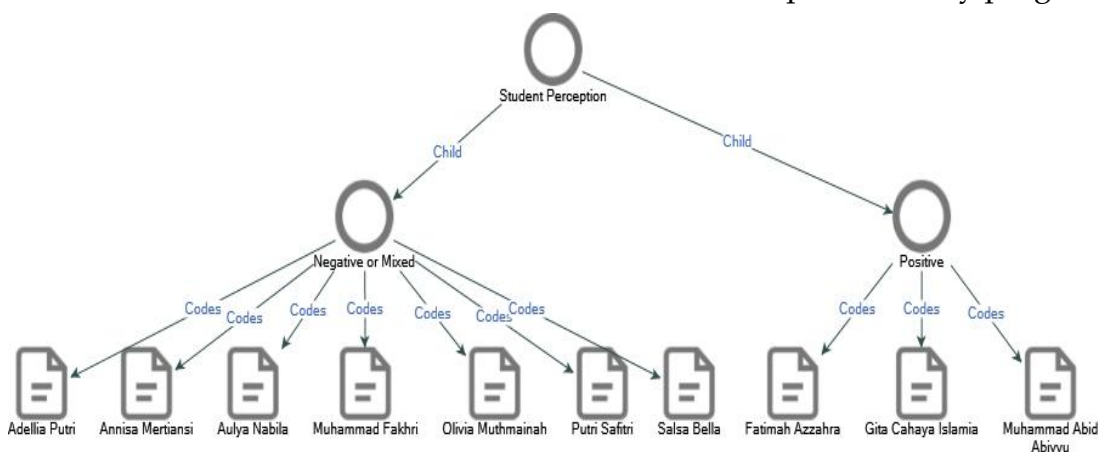 Student Perception
Child
Child
Negative or Mixed
Positive
Codes
Codes
Codes
Codes
Codes
Codes
Codes
Codes
Codes
Codes
Adellia Putri
Annisa Mertiansi
Aulya Nabila
Muhammad Fakhri
Olivia Muthmainah
Putri Safitri
Salsa Bella
Fatimah Azzahra
Gita Cahaya Islamia
Muhammad Abid
Abiyyu